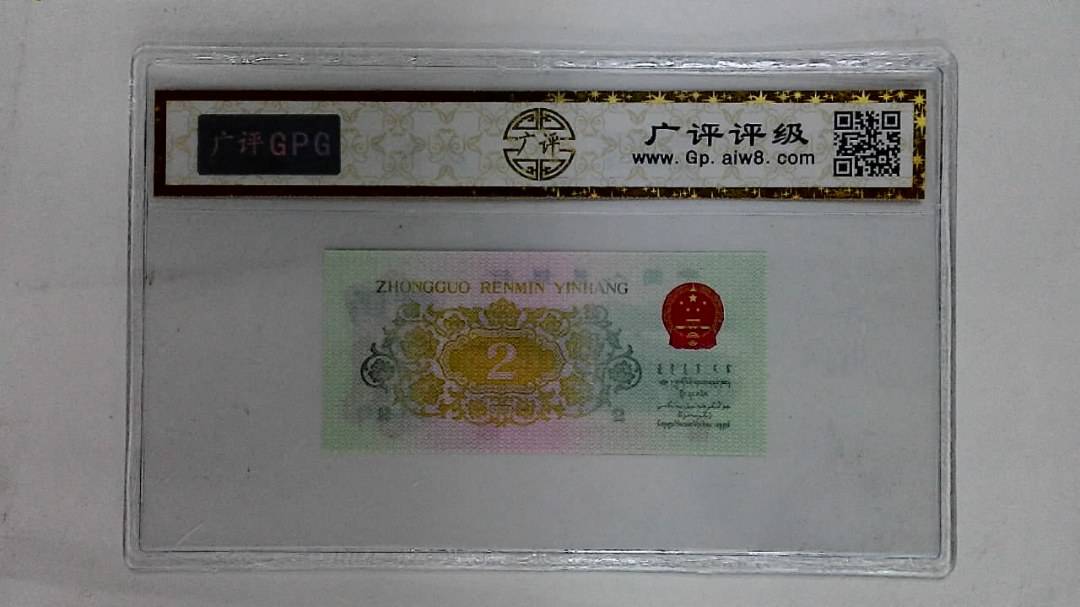 广评GPG
广评
广评评级
www.Gp.aiw8.com
ZHONGGUO RENMIN YINHANG
2
2 2